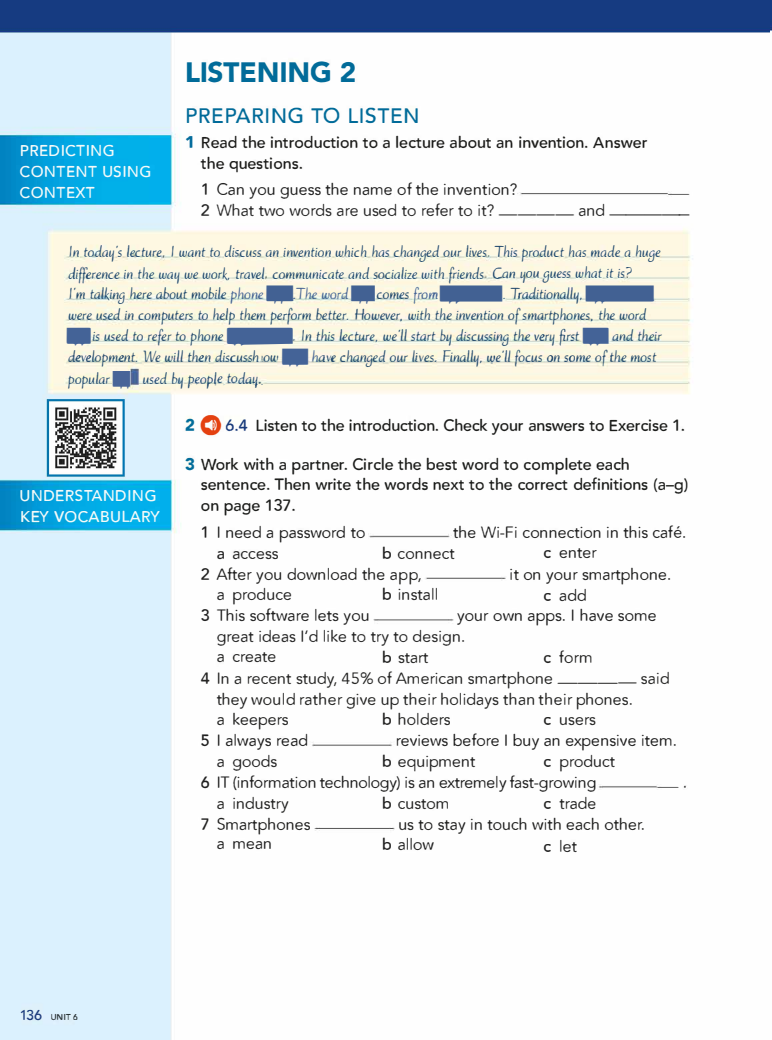 LISTENING 2
PREPARING TO LISTEN
PREDICTING
CONTENT USING
CONTEXT
1 Read the introduction to a lecture about an invention. Answer
the questions.
1 Can you guess the name of the invention? ____
2 What two words are used to refer to it? ____ and ____
In today's lecture, I want to discuss an invention which has changed our lives. This product has made a huge
difference in the way we work, travel, communicate and socialize with friends. Can you guess what it is?
I'm talking here about mobile phone . The word comes from . Traditionally,
were used in computers to help them perform better. However, with the invention of smartphones, the word
is used to refer to phone . In this lecture, we'll start by discussing the very first and their
development. We will then discussh ow have changed our lives. Finally, we'll focus on some of the most
popular used by people today.
2 6.4 Listen to the introduction. Check your answers to Exercise 1.
UNDERSTANDING
KEY VOCABULARY
3 Work with a partner. Circle the best word to complete each
sentence. Then write the words next to the correct definitions (a–g)
on page 137.
1 I need a password to ____ the Wi-Fi connection in this café.
a access b connect c enter
2 After you download the app, ____ it on your smartphone.
a produce b install c add
3 This software lets you ____ your own apps. I have some
great ideas I'd like to try to design.
a create b start c form
4 In a recent study, 45% of American smartphone ____ said
they would rather give up their holidays than their phones.
a keepers b holders c users
5 I always read ____ reviews before I buy an expensive item.
a goods b equipment c product
6 IT (information technology) is an extremely fast-growing ____ .
a industry b custom c trade
7 Smartphones ____ us to stay in touch with each other.
a mean b allow c let
136 UNIT 6